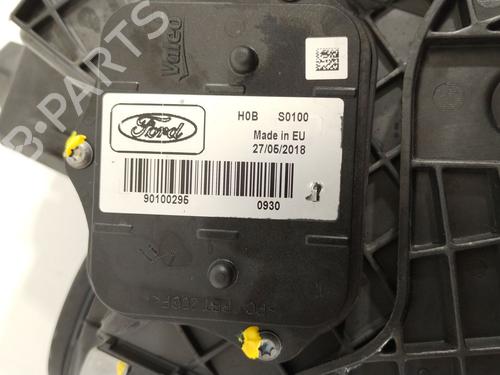 B-PARTS
Valeo
H0B S0100
Ford
Made in EU
27/05/2018
90100295
0930